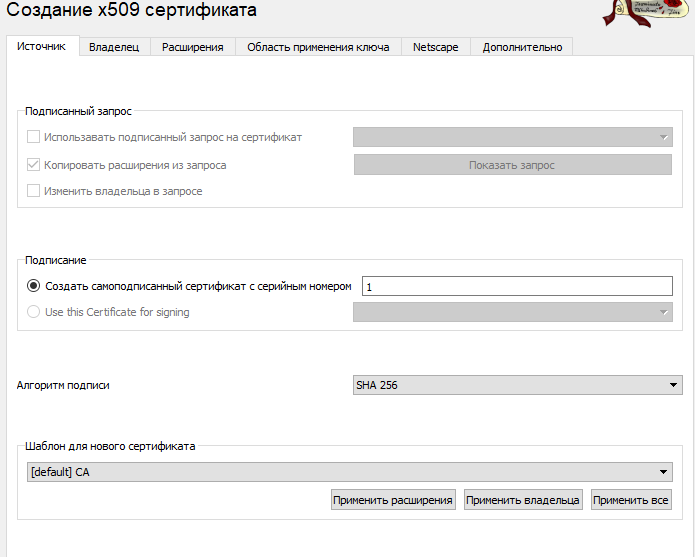 Создание x509 сертификата
Источник Владелец Расширения Область применения ключа Netscape Дополнительно
Подписанный запрос
Использавать подписанный запрос на сертификат
Копировать расширения из запроса Показать запрос
Изменить владельца в запросе
Подписание
Создать самоподписанный сертификат с серийным номером 1
Use this Certificate for signing
Алгоритм подписи SHA 256
Шаблон для нового сертификата
[default] CA
Применить расширения Применить владельца Применить все